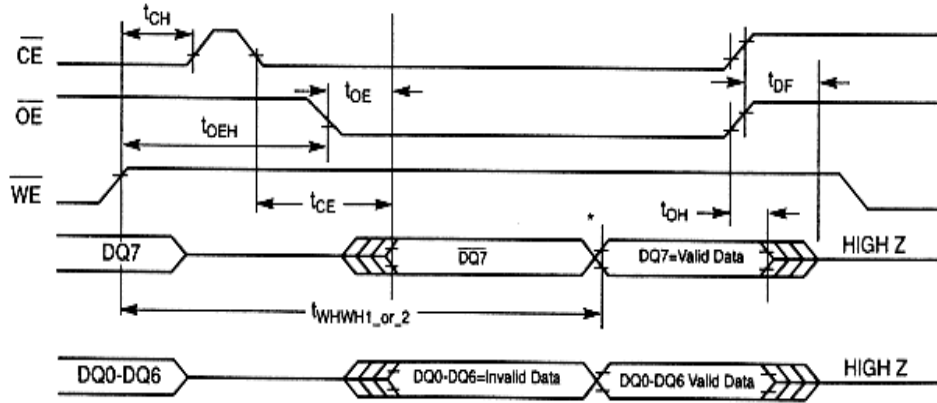 tCH
CE
tOE
tDF
OE
tOEH
WE
tCE
tOH
*
DQ7
DQ7
DQ7=Valid Data
HIGH Z
tWHWH1_or_2
DQ0-DQ6
DQ0-DQ6=Invalid Data
DQ0-DQ6 Valid Data
HIGH Z